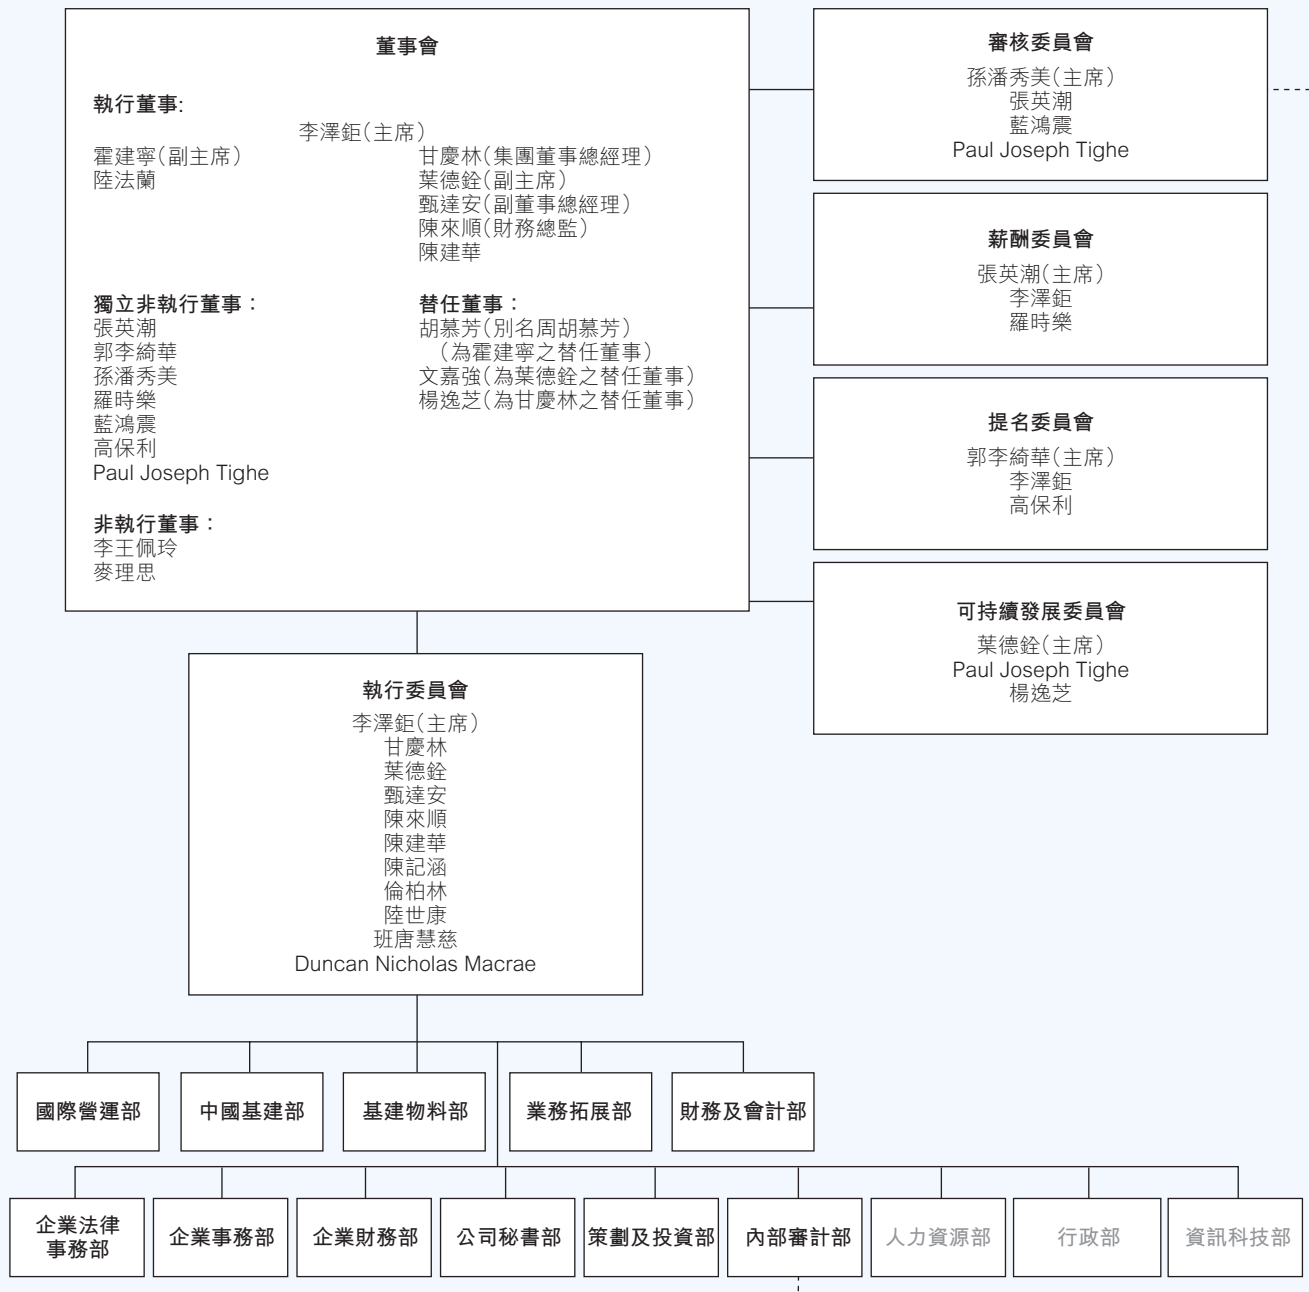 董事會
執行董事:
李澤鉅(主席)
霍建寧(副主席)
陸法蘭
甘慶林(集團董事總經理)
葉德銓(副主席)
甄達安(副董事總經理)
陳來順(財務總監)
陳建華
獨立非執行董事：
張英潮
郭李綺華
孫潘秀美
羅時樂
藍鴻震
高保利
Paul Joseph Tighe
替任董事：
胡慕芳(別名周胡慕芳)
(為霍建寧之替任董事)
文嘉強(為葉德銓之替任董事)
楊逸芝(為甘慶林之替任董事)
非執行董事：
李王佩玲
麥理思
審核委員會
孫潘秀美(主席)
張英潮
藍鴻震
Paul Joseph Tighe
薪酬委員會
張英潮(主席)
李澤鉅
羅時樂
提名委員會
郭李綺華(主席)
李澤鉅
高保利
可持續發展委員會
葉德銓(主席)
Paul Joseph Tighe
楊逸芝
執行委員會
李澤鉅(主席)
甘慶林
葉德銓
甄達安
陳來順
陳建華
陳記涵
倫柏林
陸世康
班唐慧慈
Duncan Nicholas Macrae
國際營運部
中國基建部
基建物料部
業務拓展部
財務及會計部
企業法律
事務部
企業事務部
企業財務部
公司秘書部
策劃及投資部
內部審計部
人力資源部
行政部
資訊科技部